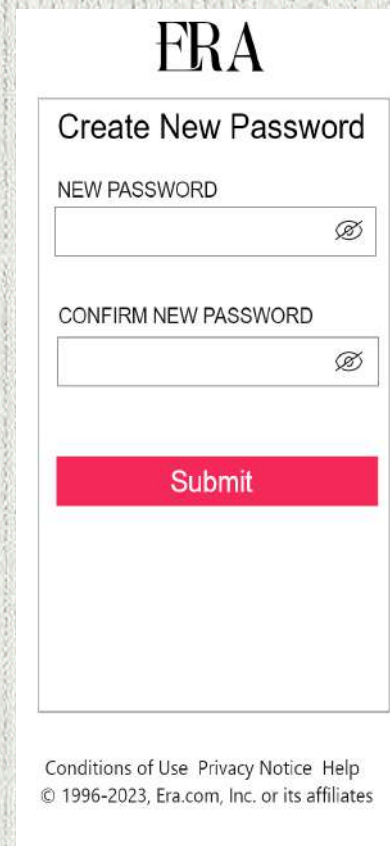 ERA
Create New Password
NEW PASSWORD
CONFIRM NEW PASSWORD
Submit
Conditions of Use Privacy Notice Help
© 1996-2023, Era.com, Inc. or its affiliates